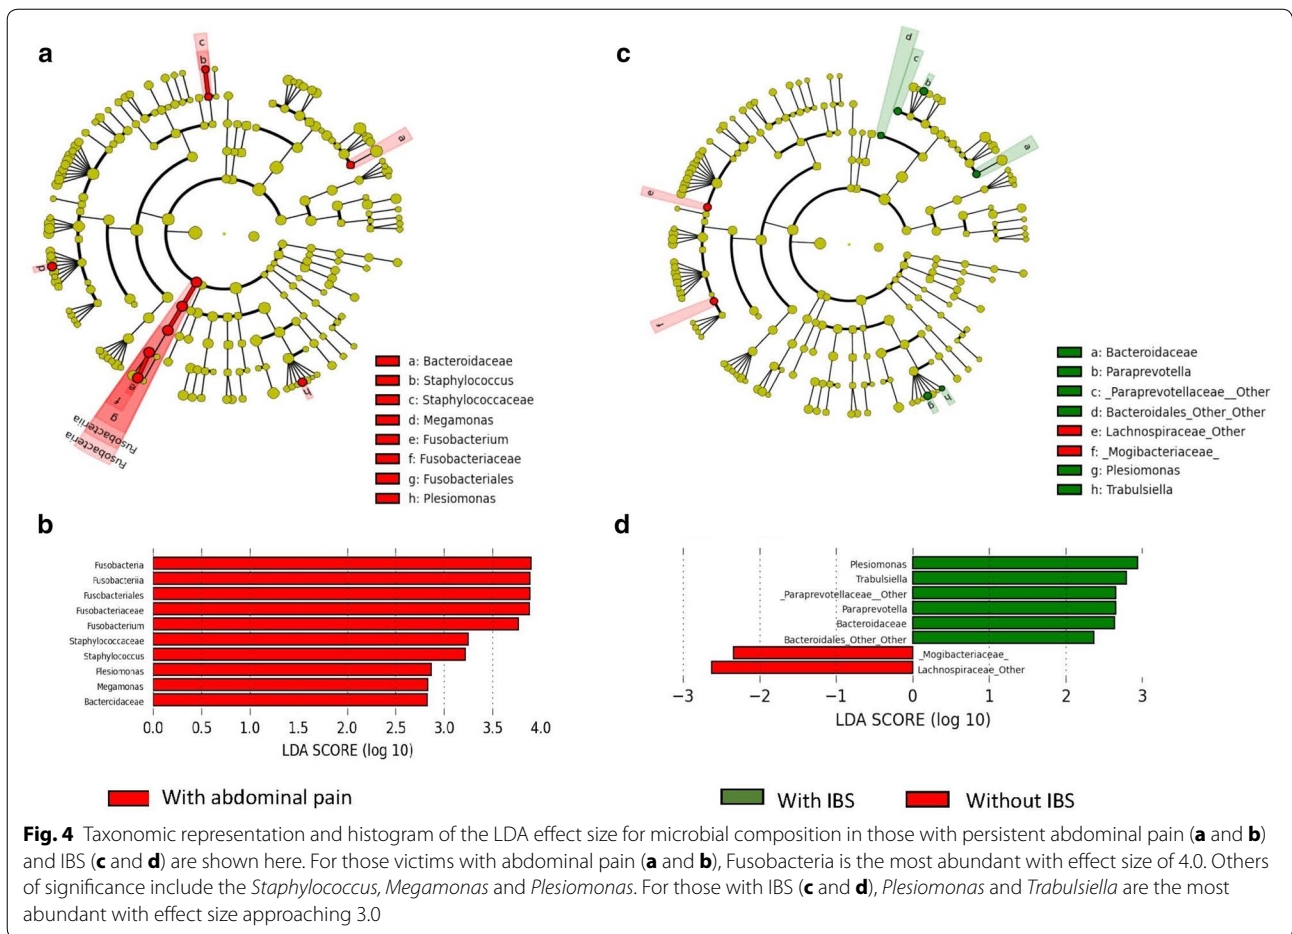 a
c
b
a
d
e
f
g
Fusobacteriia
Fusobacteria
h
a: Bacteroidaceae
b: Staphylococcus
c: Staphylococcaceae
d: Megamonas
e: Fusobacterium
f: Fusobacteriaceae
g: Fusobacteriales
h: Plesiomonas
c
d
c
b
a
e
f
g
h
a: Bacteroidaceae
b: Paraprevotella
c: _Paraprevotellaceae__Other
d: Bacteroidales_Other_Other
e: Lachnospiraceae_Other
f: _Mogibacteriaceae_
g: Plesiomonas
h: Trabulsiella
b
Fusobacteria
Fusobacteriia
Fusobacteriales
Fusobacteriaceae
Fusobacterium
Staphylococcaceae
Staphylococcus
Plesiomonas
Megamonas
Bacteroidaceae
0.0 0.5 1.0 1.5 2.0 2.5 3.0 3.5 4.0
LDA SCORE (log 10)
With abdominal pain
d
Plesiomonas
Trabulsiella
_Paraprevotellaceae__Other
Paraprevotella
Bacteroidaceae
Bacteroidales_Other_Other
_Mogibacteriaceae_
Lachnospiraceae_Other
−3 −2 −1 0 1 2 3
LDA SCORE (log 10)
With IBS Without IBS
Fig. 4 Taxonomic representation and histogram of the LDA effect size for microbial composition in those with persistent abdominal pain (a and b)
and IBS (c and d) are shown here. For those victims with abdominal pain (a and b), Fusobacteria is the most abundant with effect size of 4.0. Others
of significance include the Staphylococcus, Megamonas and Plesiomonas. For those with IBS (c and d), Plesiomonas and Trabulsiella are the most
abundant with effect size approaching 3.0